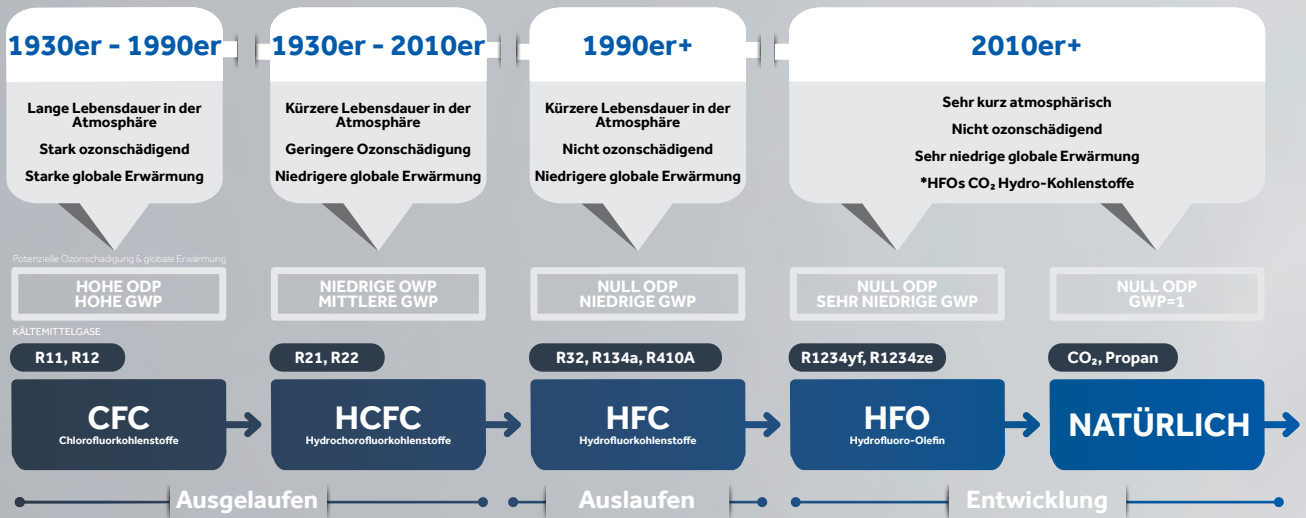 1930er - 1990er
1930er - 2010er
1990er+
2010er+
Lange Lebensdauer in der
Atmosphäre
Stark ozonschädigend
Starke globale Erwärmung
Kürzere Lebensdauer in der
Atmosphäre
Geringere Ozonschädigung
Niedrigere globale Erwärmung
Kürzere Lebensdauer in der
Atmosphäre
Nicht ozonschädigend
Niedrigere globale Erwärmung
Sehr kurz atmosphärisch
Nicht ozonschädigend
Sehr niedrige globale Erwärmung
*HFOs CO₂ Hydro-Kohlenstoffe
Potenzielle Ozonschädigung & globale Erwärmung
HOHE ODP
HOHE GWP
NIEDRIGE OWP
MITTLERE GWP
NULL ODP
NIEDRIGE GWP
NULL ODP
SEHR NIEDRIGE GWP
NULL ODP
GWP=1
KÄLTEMITTELGASE
R11, R12
R21, R22
R32, R134a, R410A
R1234yf, R1234ze
CO₂, Propan
CFC
Chlorofluorkohlenstoffe
HCFC
Hydrochorofluorkohlenstoffe
HFC
Hydrofluorkohlenstoffe
HFO
Hydrofluoro-Olefin
NATÜRLICH
Ausgelaufen
Auslaufen
Entwicklung